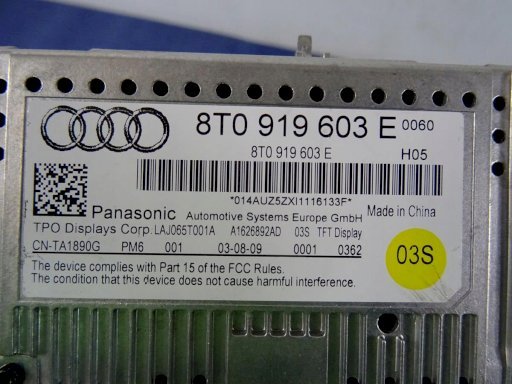 8T0 919 603 E 0060
8T0 919 603 E H05
*014AUZ5ZXI1116133F*
Panasonic Automotive Systems Europe GmbH Made in China
TPO Displays Corp. LAJ065T001A A1626892AD 03S TFT Display
CN-TA1890G PM6 001 03-08-09 0001 0362
03S
The device complies with Part 15 of the FCC Rules.
The condition that this device does not cause harmful interference.